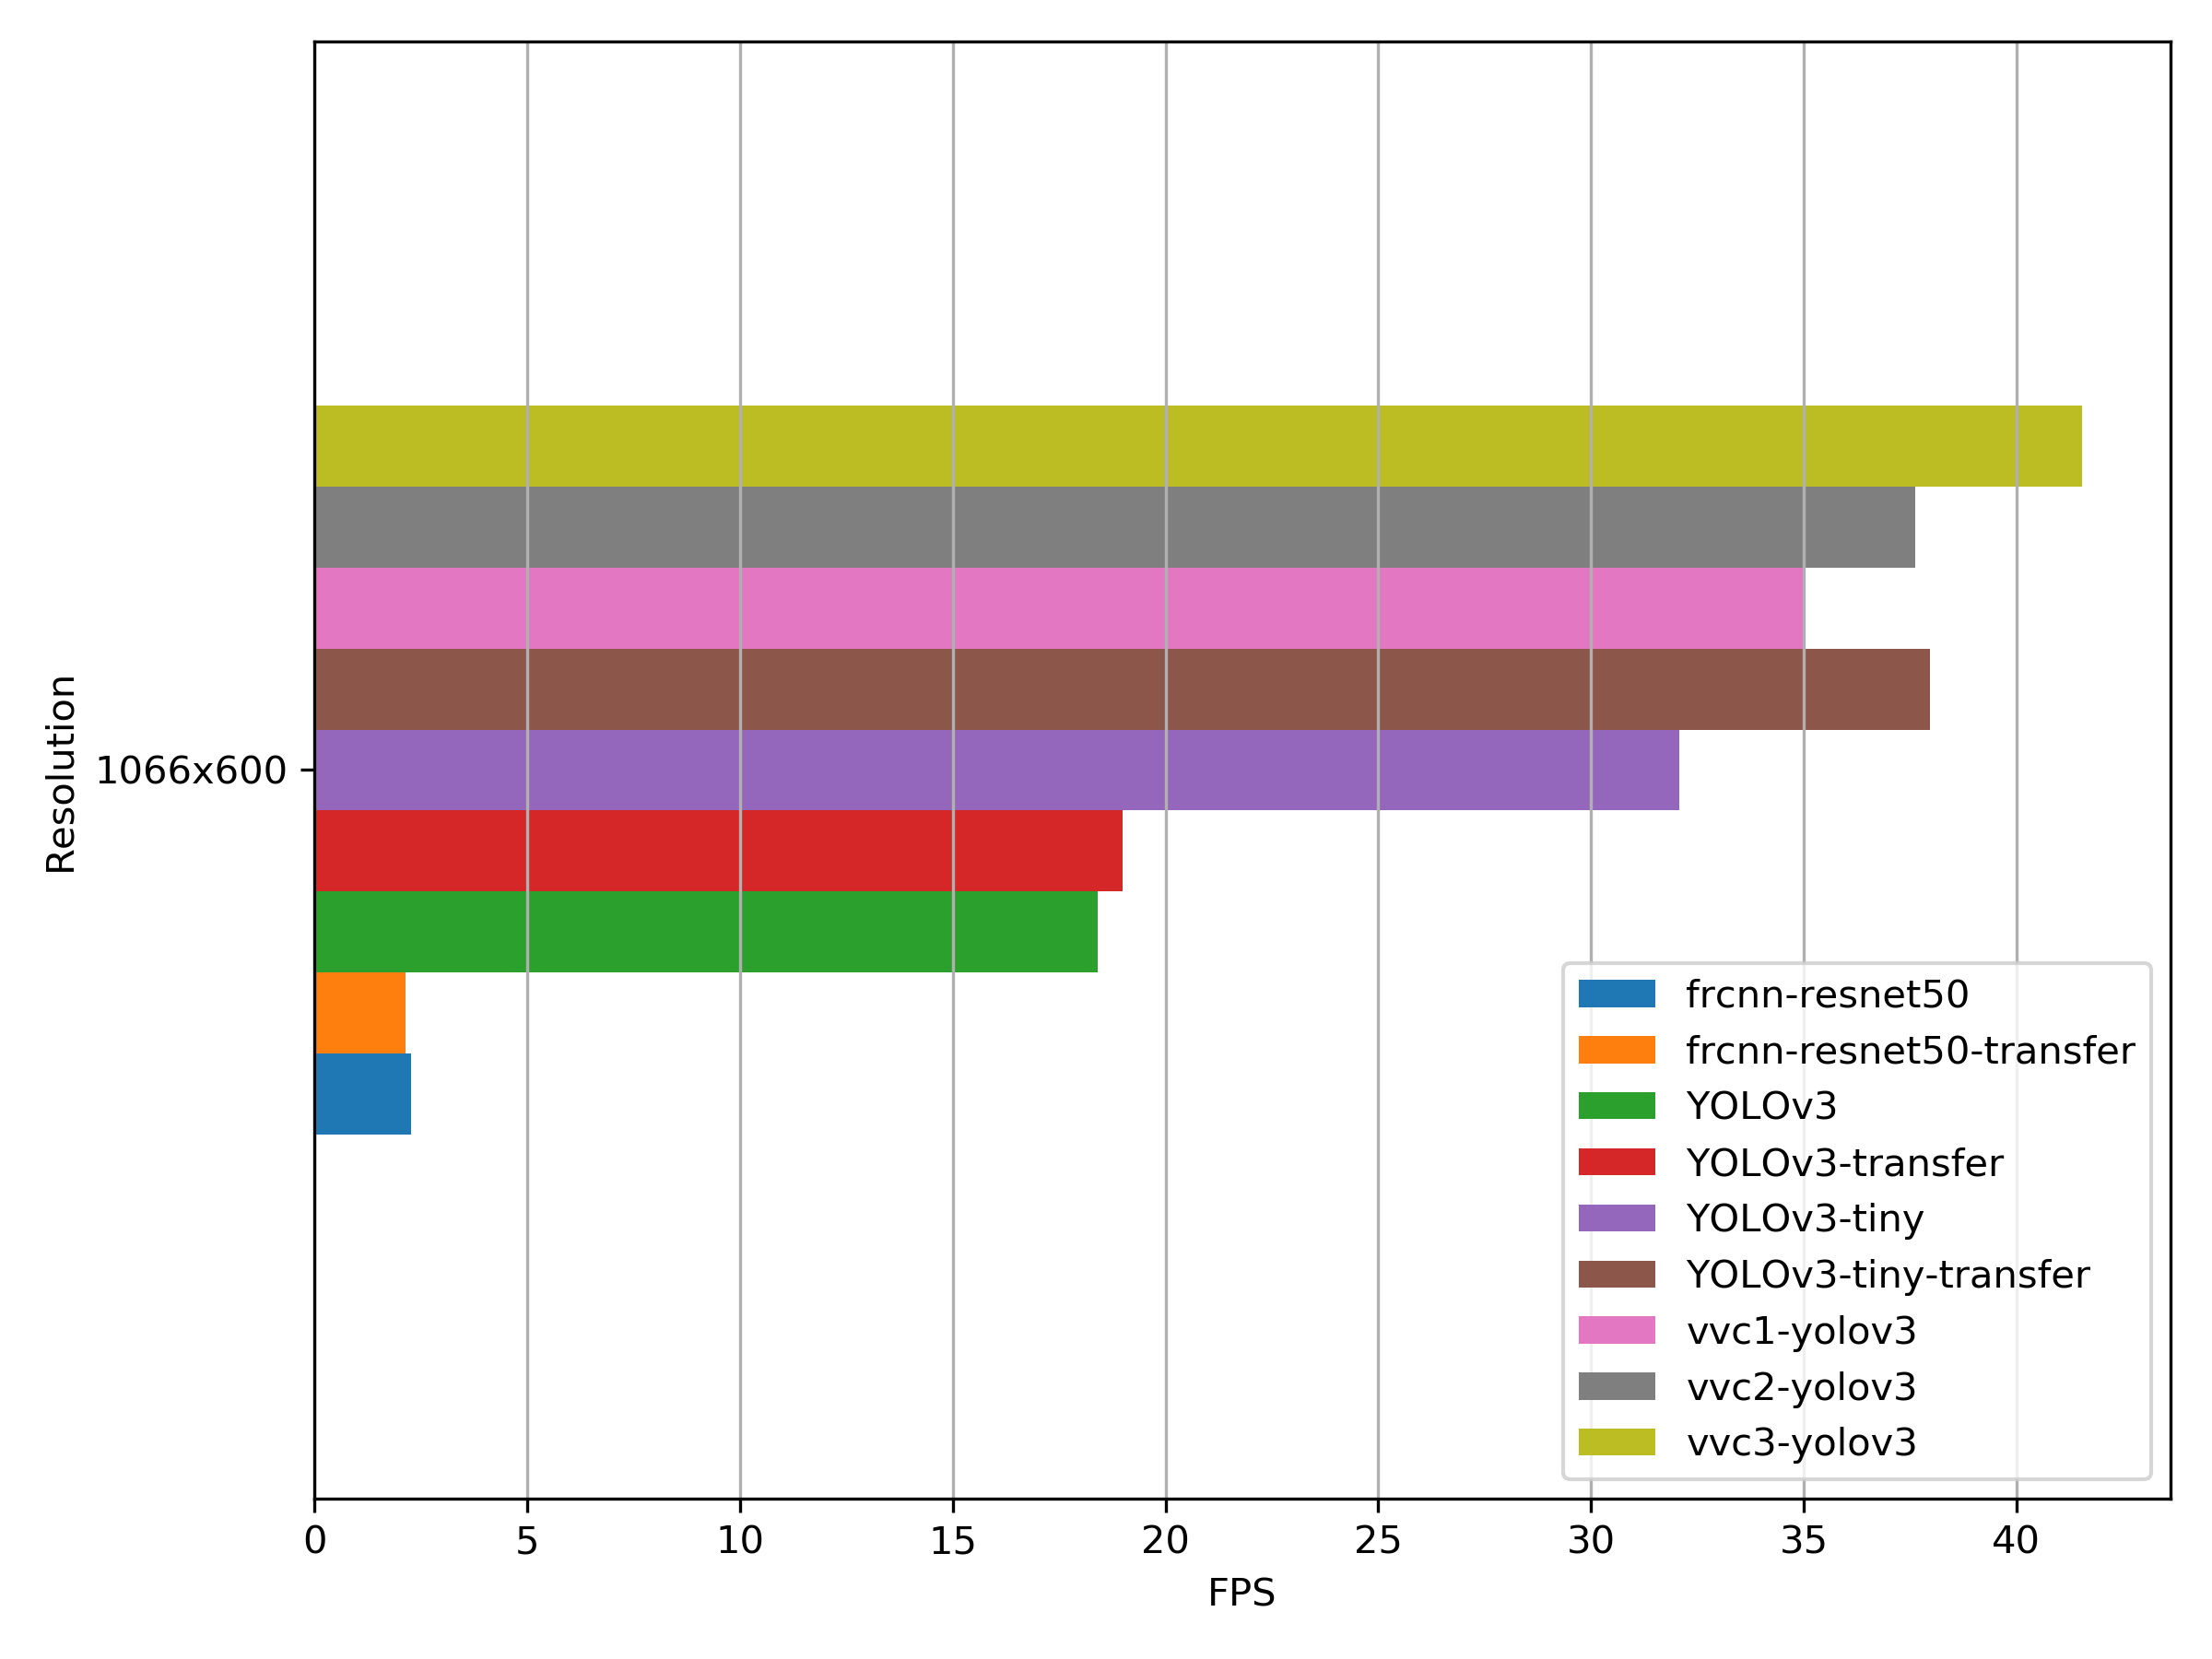 Resolution
1066x600
frcnn-resnet50
frcnn-resnet50-transfer
YOLOv3
YOLOv3-transfer
YOLOv3-tiny
YOLOv3-tiny-transfer
vvc1-yolov3
vvc2-yolov3
vvc3-yolov3
0 5 10 15 20 25 30 35 40
FPS